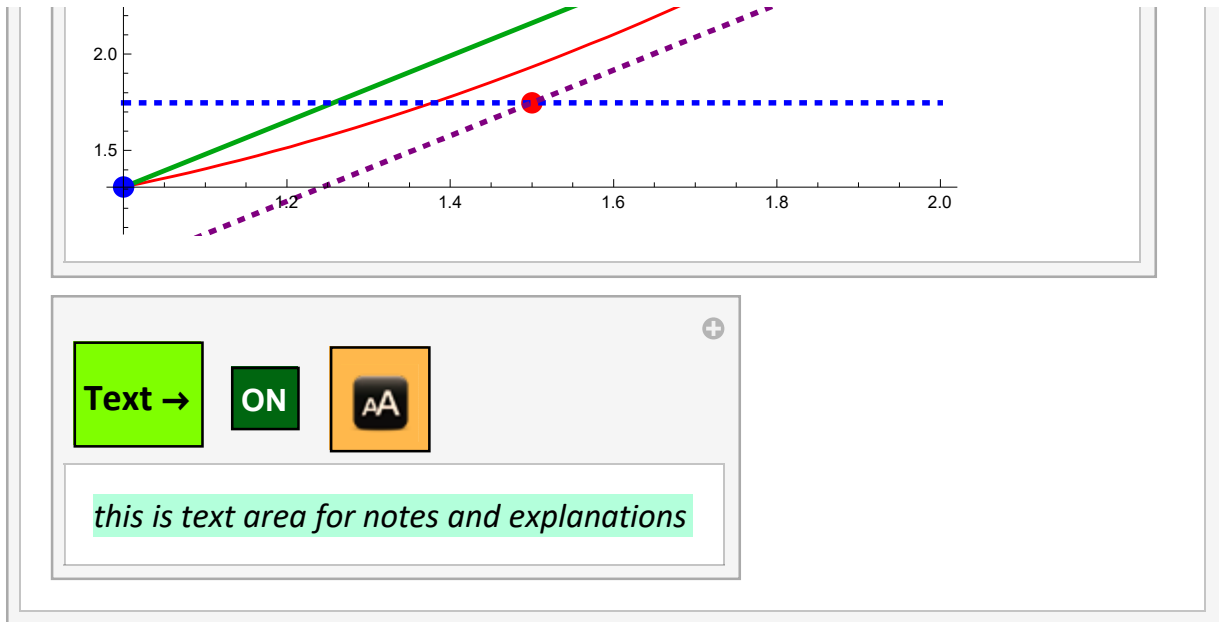 2.0
1.5
1.2 1.4 1.6 1.8 2.0
Text → ON AA
this is text area for notes and explanations